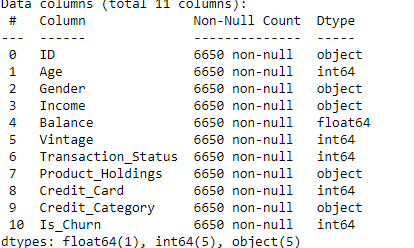 Data columns (total 11 columns):
#   Column              Non-Null Count  Dtype
---  ------              --------------  -----
0   ID                  6650 non-null   object
1   Age                 6650 non-null   int64
2   Gender              6650 non-null   object
3   Income              6650 non-null   object
4   Balance             6650 non-null   float64
5   Vintage             6650 non-null   int64
6   Transaction_Status  6650 non-null   int64
7   Product_Holdings    6650 non-null   object
8   Credit_Card         6650 non-null   int64
9   Credit_Category     6650 non-null   object
10  Is_Churn            6650 non-null   int64
dtypes: float64(1), int64(5), object(5)